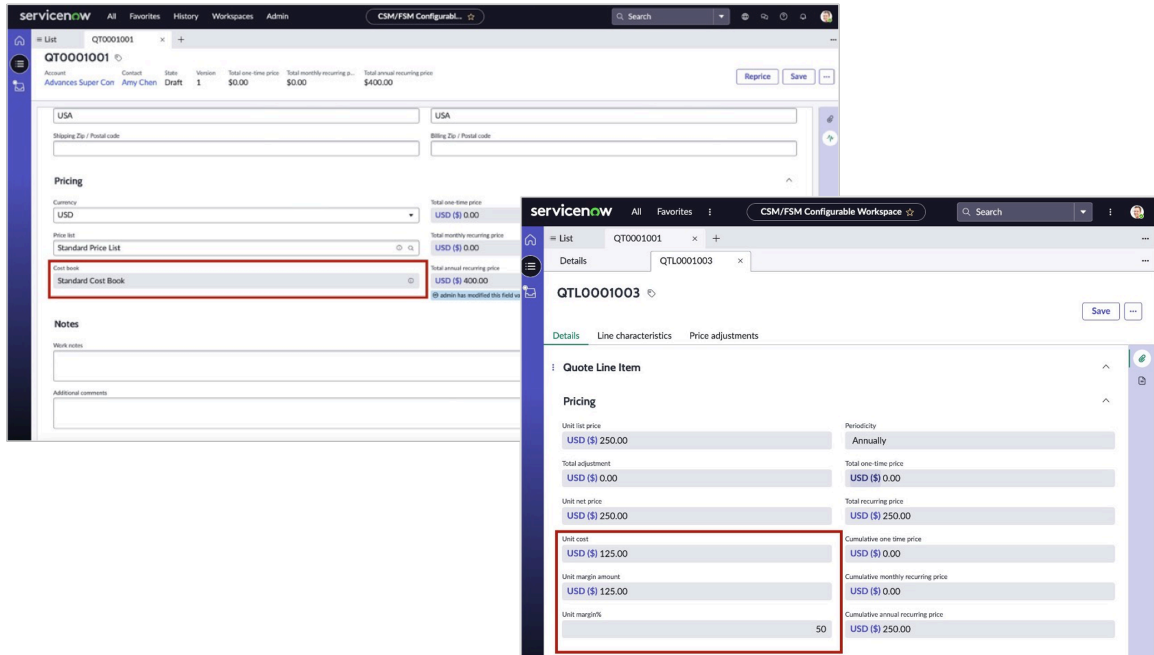 servicenow All Favorites History Workspaces Admin CSM/FSM Configurabl... Search
List QT0001001 × +
QT0001001
Account Contact State Version Total one-time price Total monthly recurring p... Total annual recurring price
Advances Super Con Amy Chen Draft 1 $0.00 $0.00 $400.00
Reprice Save ...
USA USA
Shipping Zip / Postal code Billing Zip / Postal code
Pricing
Currency Total one-time price
USD USD ($) 0.00
Price list Total monthly recurring price
Standard Price List USD ($) 0.00
Cost book Total annual recurring price
Standard Cost Book USD ($) 400.00
admin has modified this field va
Notes
Work notes
Additional comments
servicenow All Favorites CSM/FSM Configurable Workspace Search
List QT0001001 × +
Details QTL0001003 ×
QTL0001003
Save ...
Details Line characteristics Price adjustments
Quote Line Item
Pricing
Unit list price Periodicity
USD ($) 250.00 Annually
Total adjustment Total one-time price
USD ($) 0.00 USD ($) 0.00
Unit net price Total recurring price
USD ($) 250.00 USD ($) 250.00
Unit cost Cumulative one time price
USD ($) 125.00 USD ($) 0.00
Unit margin amount Cumulative monthly recurring price
USD ($) 125.00 USD ($) 0.00
Unit margin% Cumulative annual recurring price
50 USD ($) 250.00